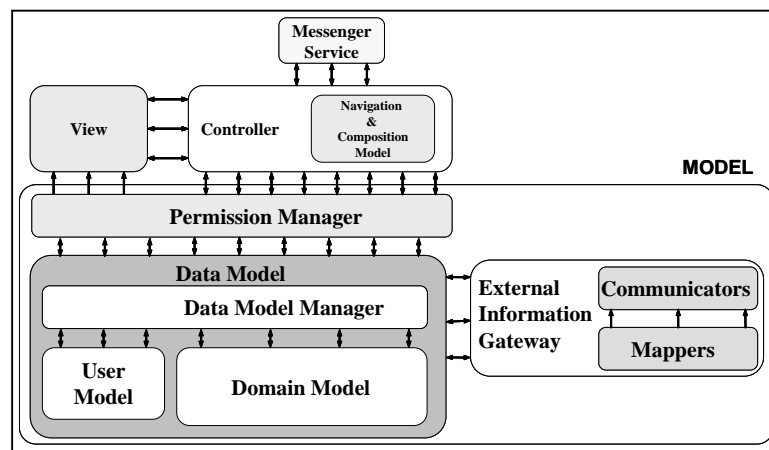 Messenger
Service
View
Controller
Navigation
&
Composition
Model
MODEL
Permission Manager
Data Model
Data Model Manager
User
Model
Domain Model
External
Information
Gateway
Communicators
Mappers